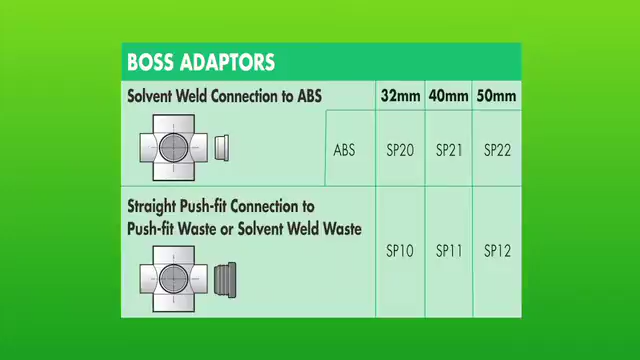 BOSS ADAPTORS
Solvent Weld Connection to ABS 32mm 40mm 50mm
ABS SP20 SP21 SP22
Straight Push-fit Connection to
Push-fit Waste or Solvent Weld Waste
SP10 SP11 SP12